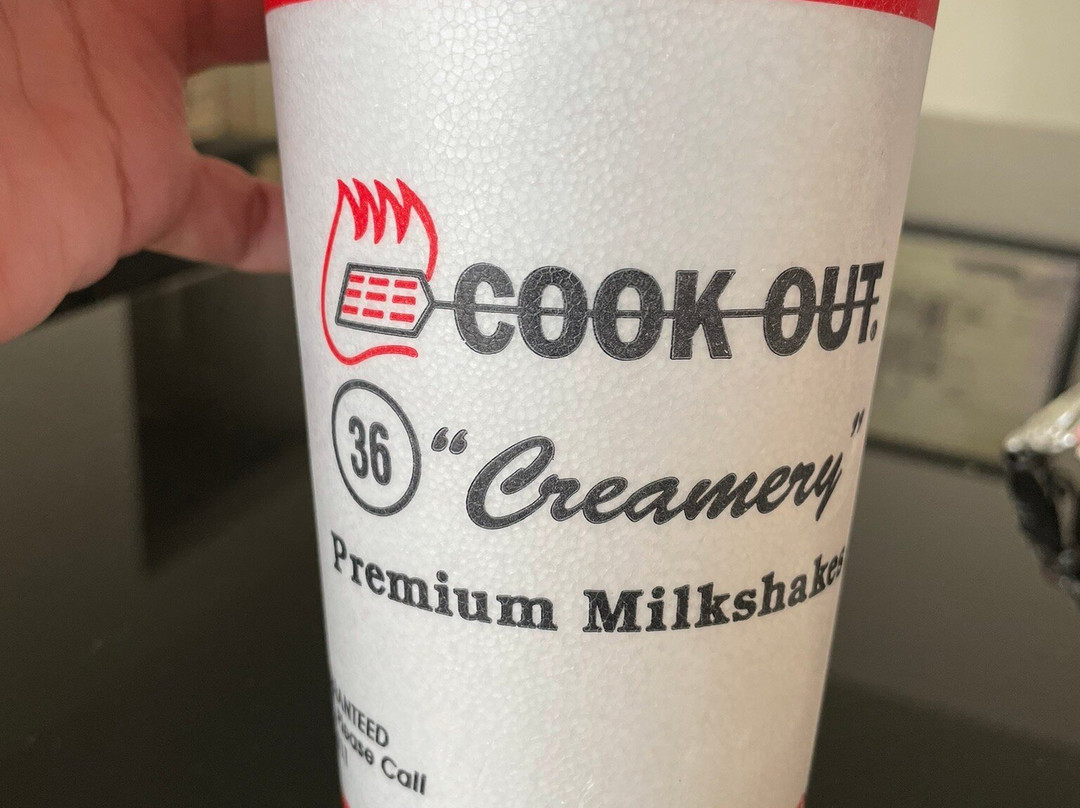 COOK OUT.
36 "Creamery"
Premium Milkshakes
ANTEED
Please Call